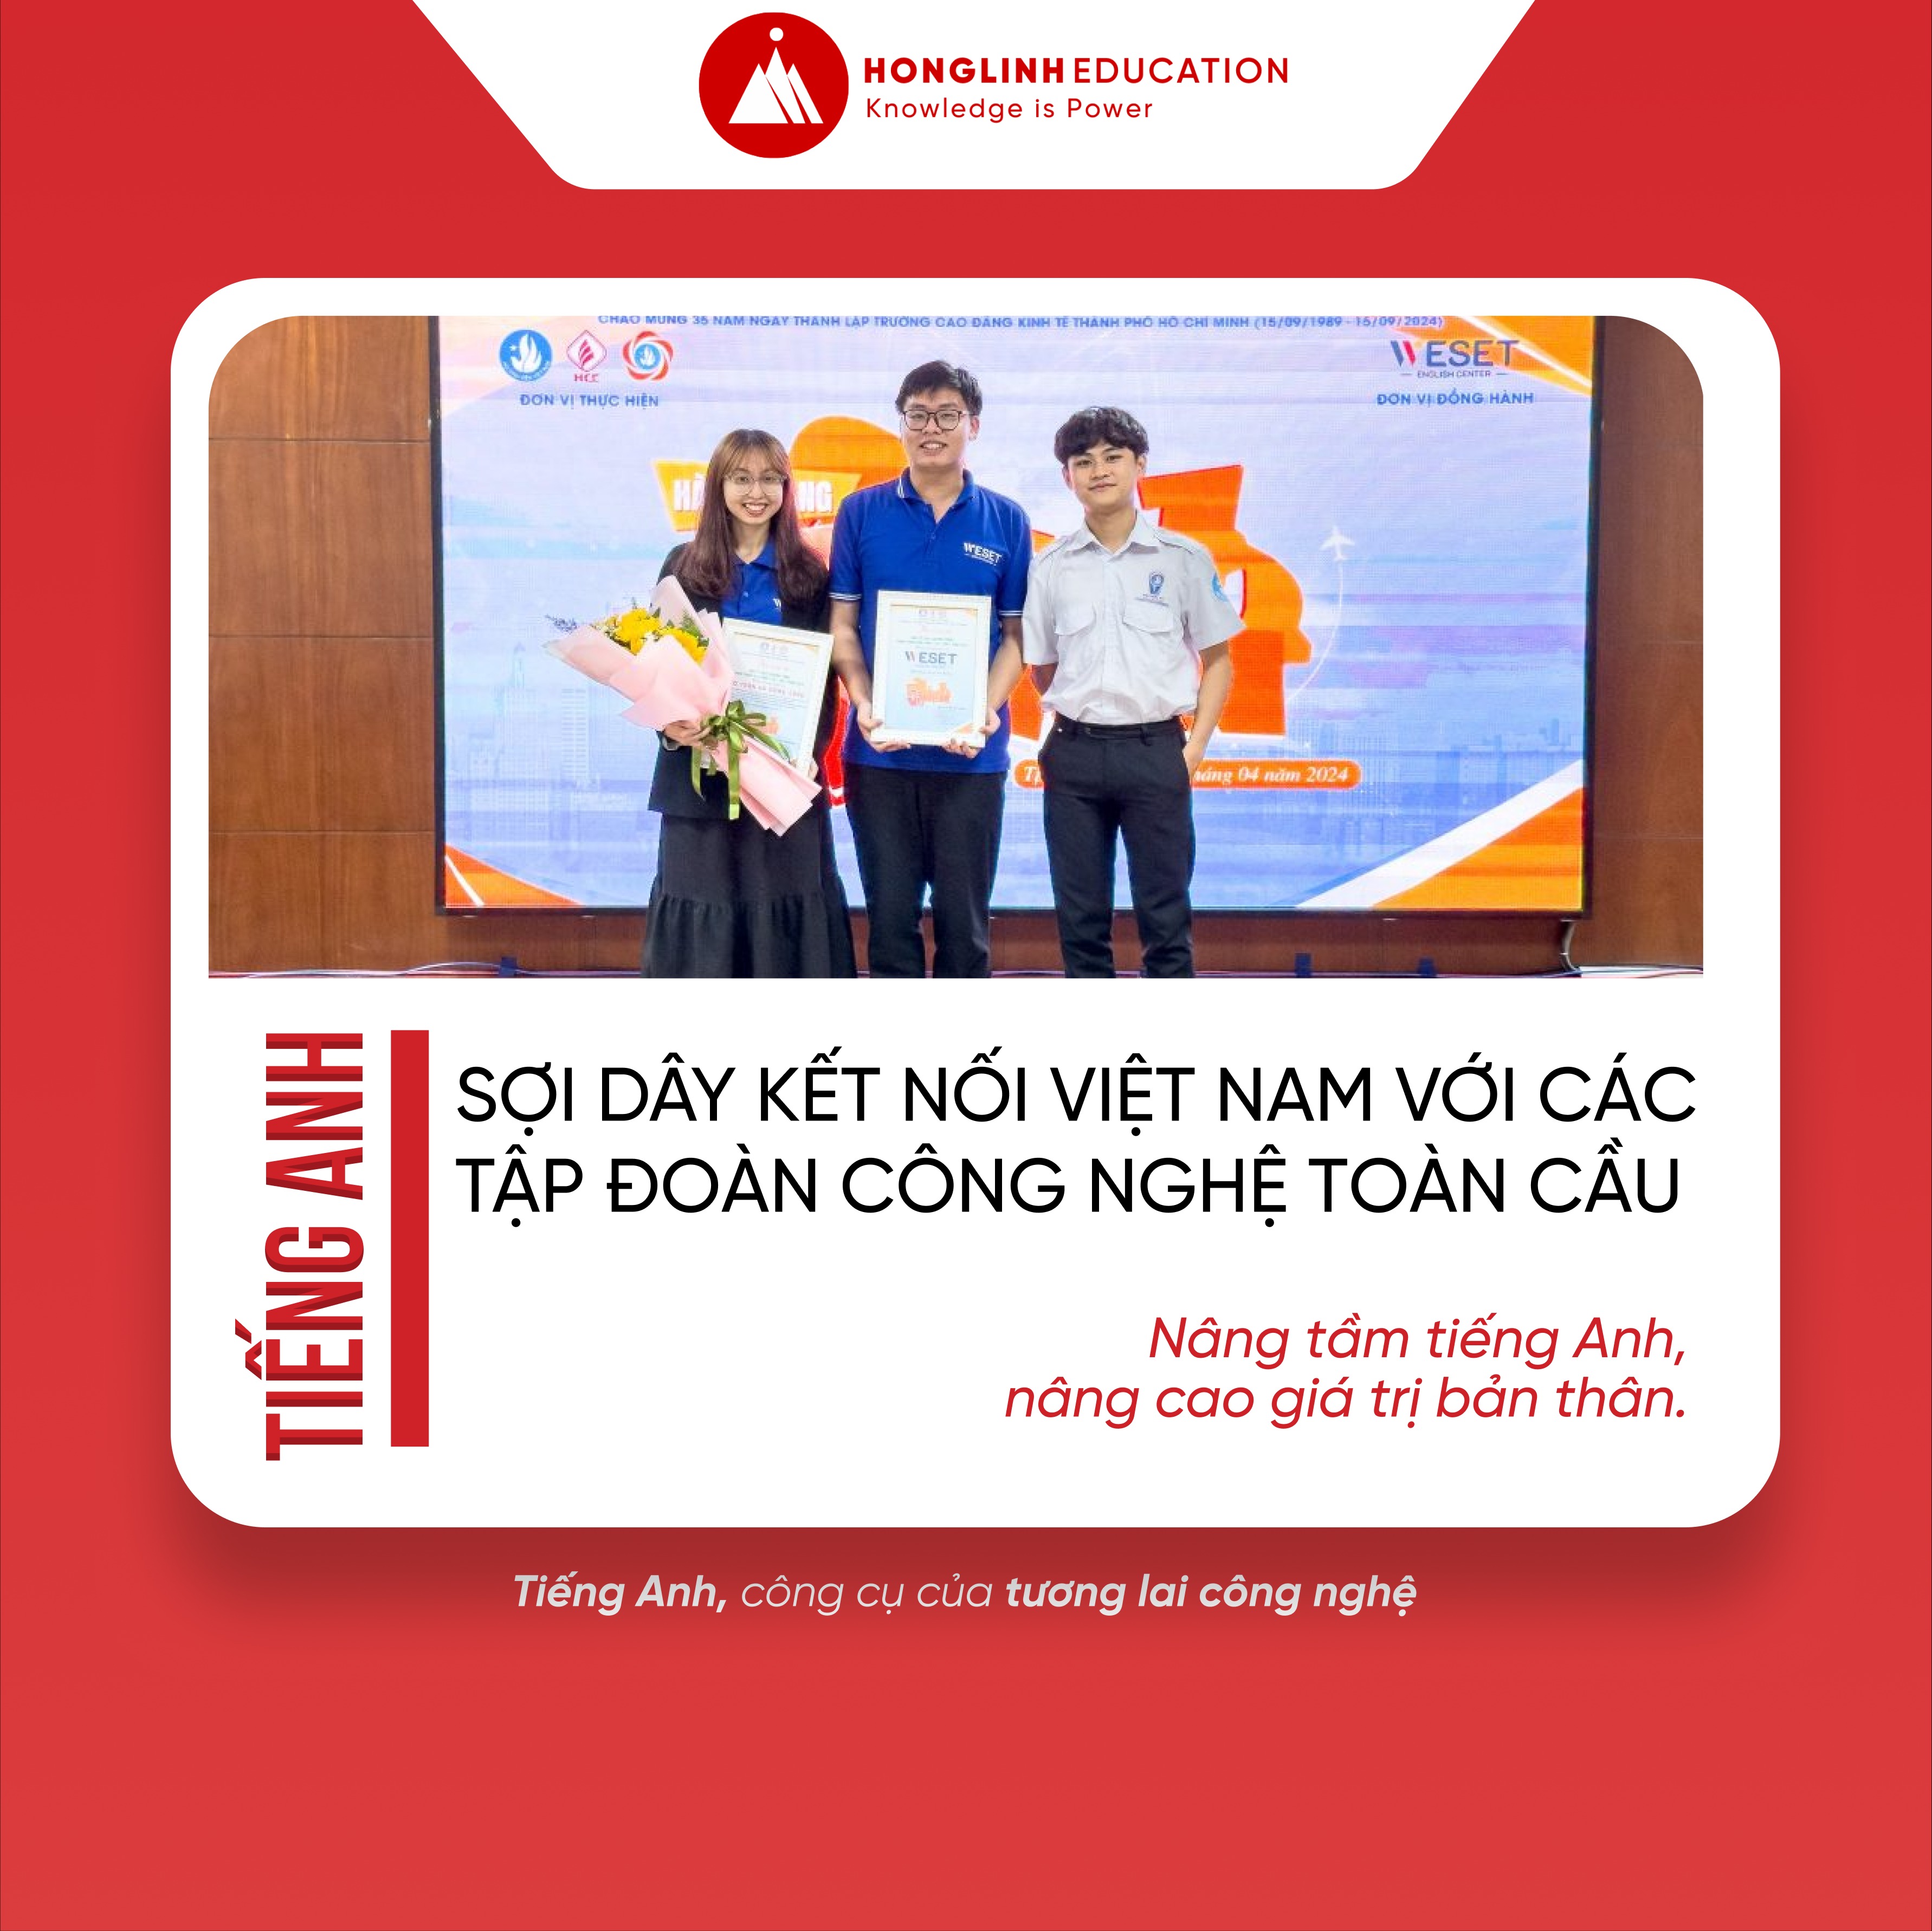 HONGLINH EDUCATION
Knowledge is Power
CHÀO MỪNG 35 NĂM NGÀY THÀNH LẬP TRƯỜNG CAO ĐẲNG KINH TẾ THÀNH PHỐ HỒ CHÍ MINH (15/09/1989 - 15/09/2024)
HCE
WESET
ENGLISH CENTER
ĐƠN VỊ THỰC HIỆN
ĐƠN VỊ ĐỒNG HÀNH
WESET
WESET
tháng 04 năm 2024
TIẾNG ANH
SỢI DÂY KẾT NỐI VIỆT NAM VỚI CÁC
TẬP ĐOÀN CÔNG NGHỆ TOÀN CẦU
Nâng tầm tiếng Anh,
nâng cao giá trị bản thân.
Tiếng Anh, công cụ của tương lai công nghệ